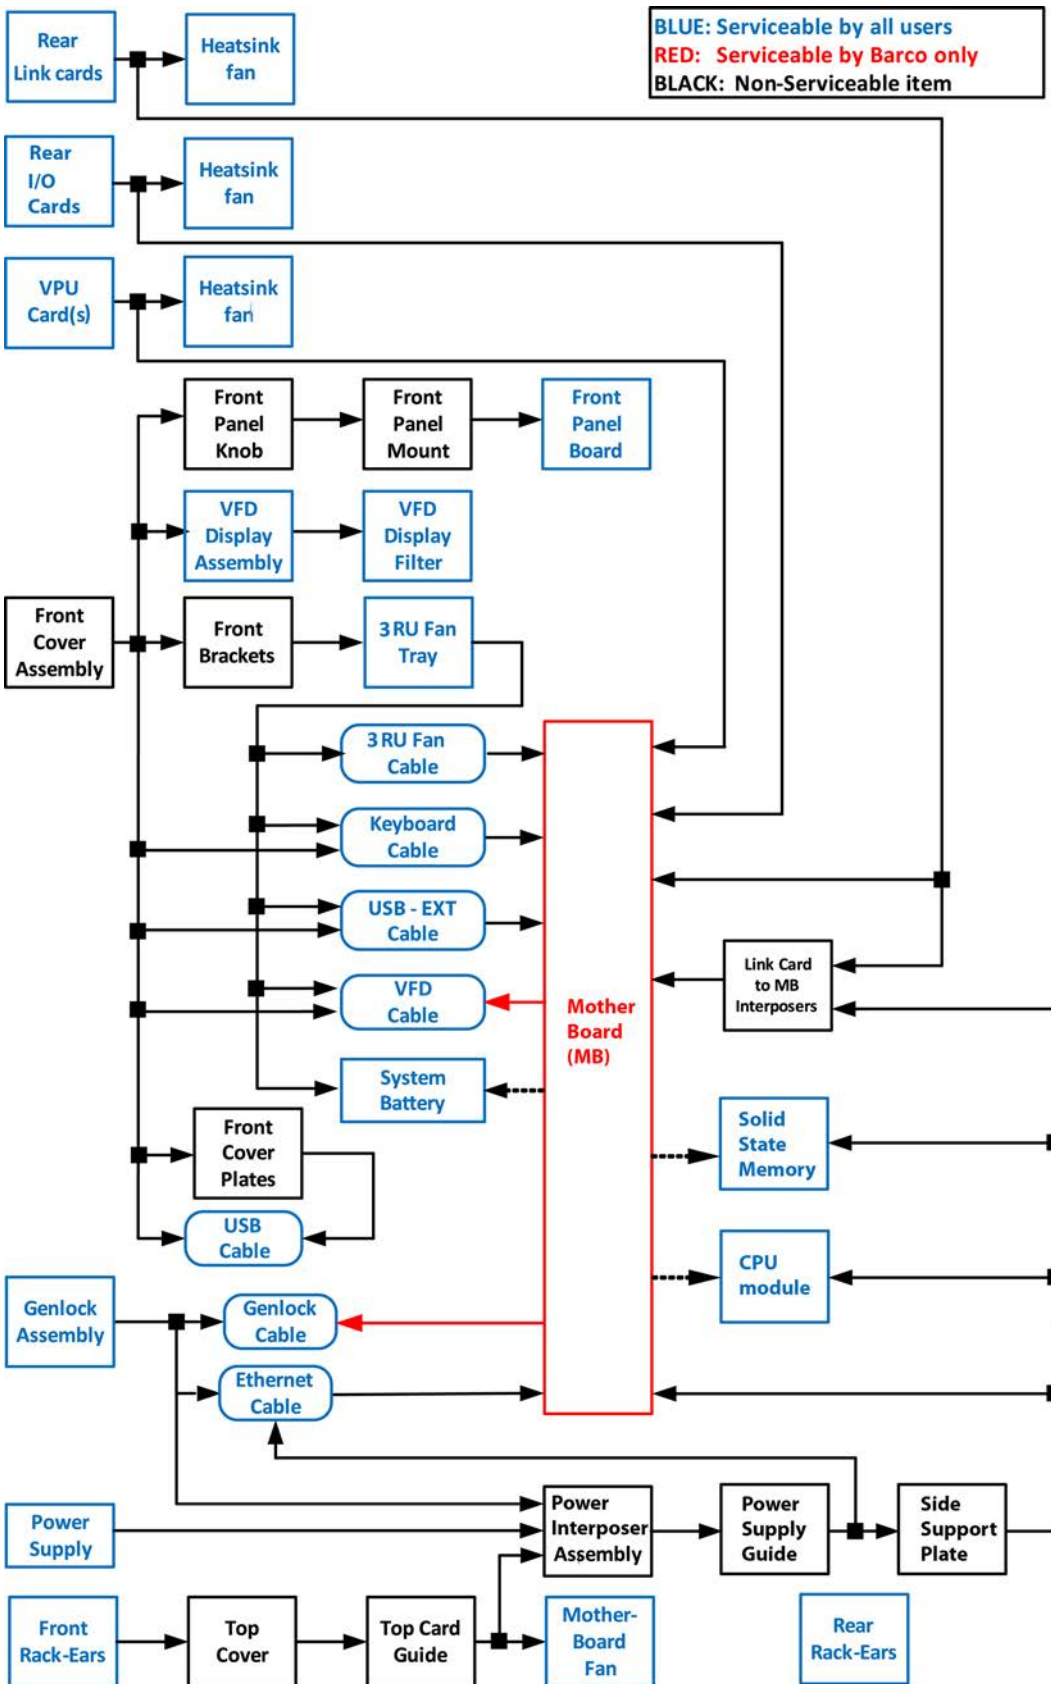 BLUE: Serviceable by all users
RED: Serviceable by Barco only
BLACK: Non-Serviceable item
Rear
Link cards
Heatsink
fan
Rear
I/O
Cards
Heatsink
fan
VPU
Card(s)
Heatsink
fan
Front
Panel
Knob
Front
Panel
Mount
Front
Panel
Board
VFD
Display
Assembly
VFD
Display
Filter
Front
Cover
Assembly
Front
Brackets
3RU Fan
Tray
3RU Fan
Cable
Keyboard
Cable
USB - EXT
Cable
VFD
Cable
System
Battery
Mother
Board
(MB)
Link Card
to MB
Interposers
Solid
State
Memory
CPU
module
Front
Cover
Plates
USB
Cable
Genlock
Assembly
Genlock
Cable
Ethernet
Cable
Power
Supply
Power
Interposer
Assembly
Power
Supply
Guide
Side
Support
Plate
Front
Rack-Ears
Top
Cover
Top Card
Guide
Mother-
Board
Fan
Rear
Rack-Ears